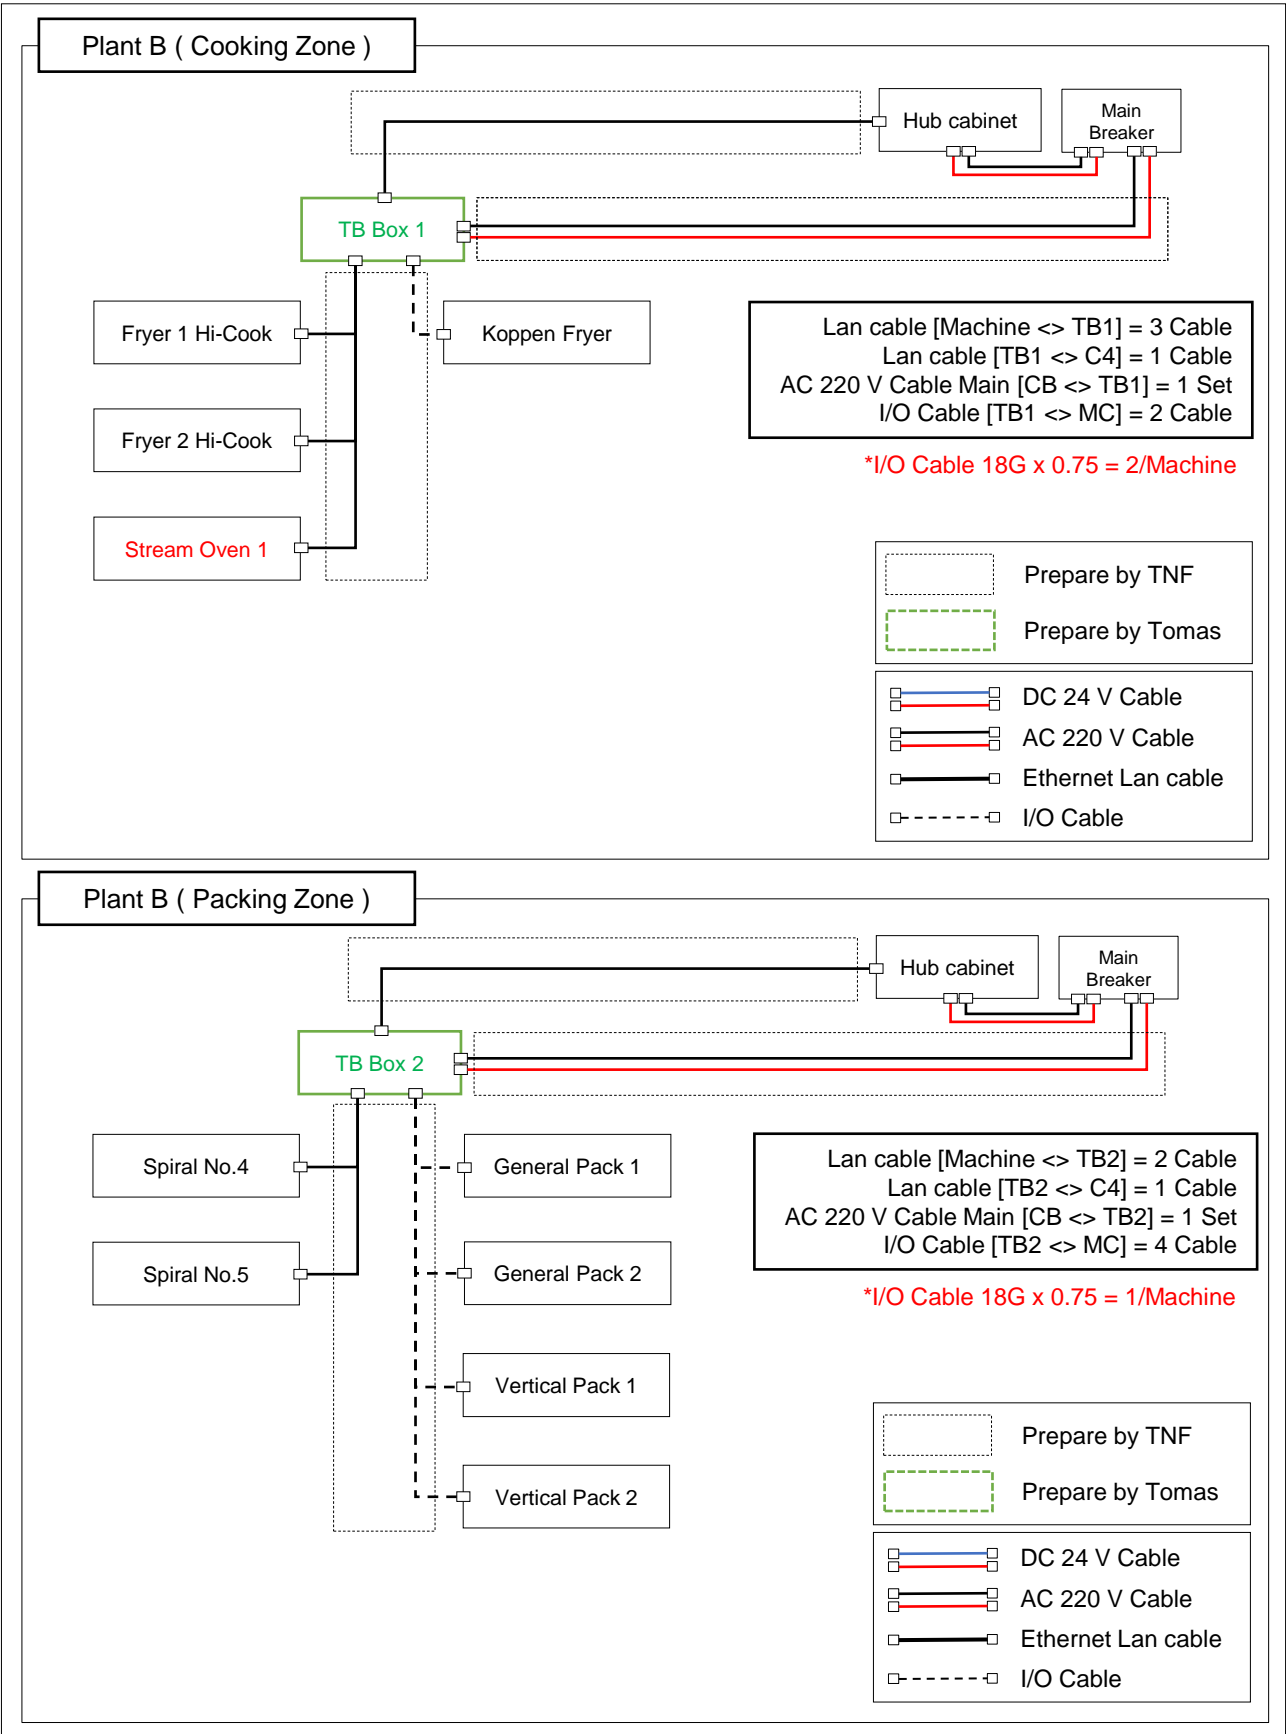 Plant B ( Cooking Zone )
Hub cabinet
Main
Breaker
TB Box 1
Fryer 1 Hi-Cook
Koppen Fryer
Fryer 2 Hi-Cook
Stream Oven 1
Lan cable [Machine <> TB1] = 3 Cable
Lan cable [TB1 <> C4] = 1 Cable
AC 220 V Cable Main [CB <> TB1] = 1 Set
I/O Cable [TB1 <> MC] = 2 Cable
*I/O Cable 18G x 0.75 = 2/Machine
Prepare by TNF
Prepare by Tomas
DC 24 V Cable
AC 220 V Cable
Ethernet Lan cable
I/O Cable
Plant B ( Packing Zone )
Hub cabinet
Main
Breaker
TB Box 2
Spiral No.4
General Pack 1
Spiral No.5
General Pack 2
Vertical Pack 1
Vertical Pack 2
Lan cable [Machine <> TB2] = 2 Cable
Lan cable [TB2 <> C4] = 1 Cable
AC 220 V Cable Main [CB <> TB2] = 1 Set
I/O Cable [TB2 <> MC] = 4 Cable
*I/O Cable 18G x 0.75 = 1/Machine
Prepare by TNF
Prepare by Tomas
DC 24 V Cable
AC 220 V Cable
Ethernet Lan cable
I/O Cable